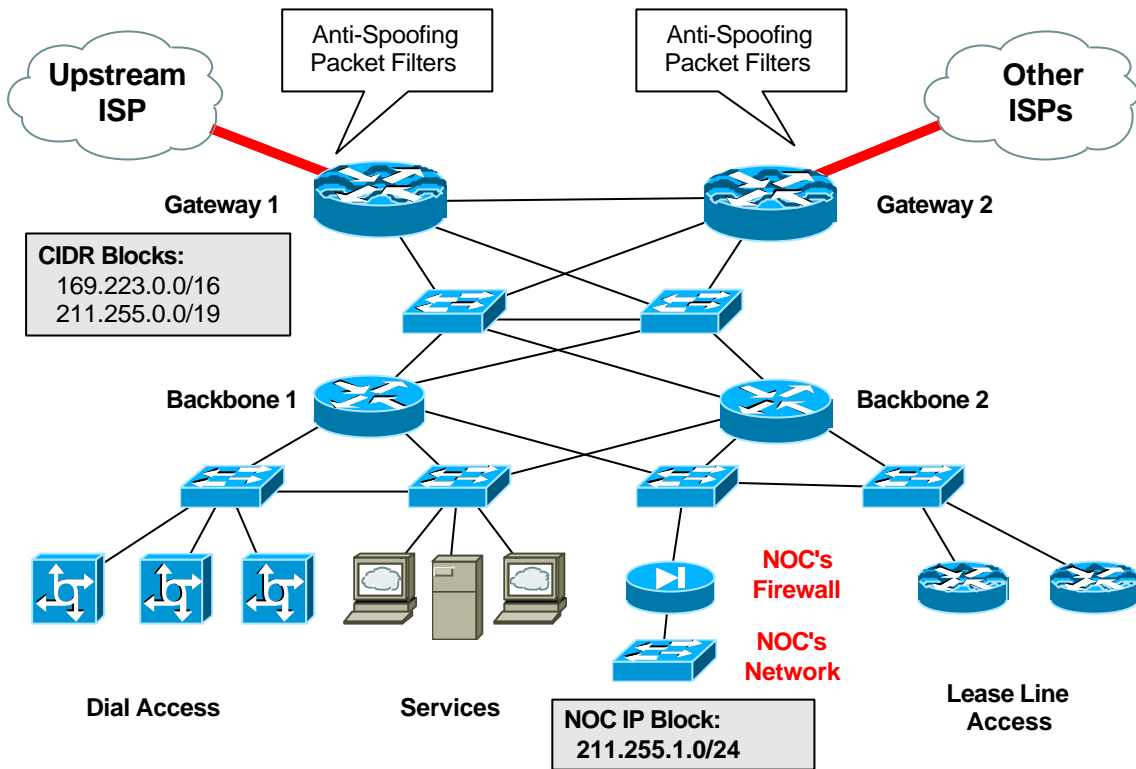 Anti-Spoofing
Packet Filters
Anti-Spoofing
Packet Filters
Upstream
ISP
Other
ISPs
Gateway 1
Gateway 2
CIDR Blocks:
169.223.0.0/16
211.255.0.0/19
Backbone 1
Backbone 2
NOC's
Firewall
NOC's
Network
Dial Access
Services
Lease Line
Access
NOC IP Block:
211.255.1.0/24